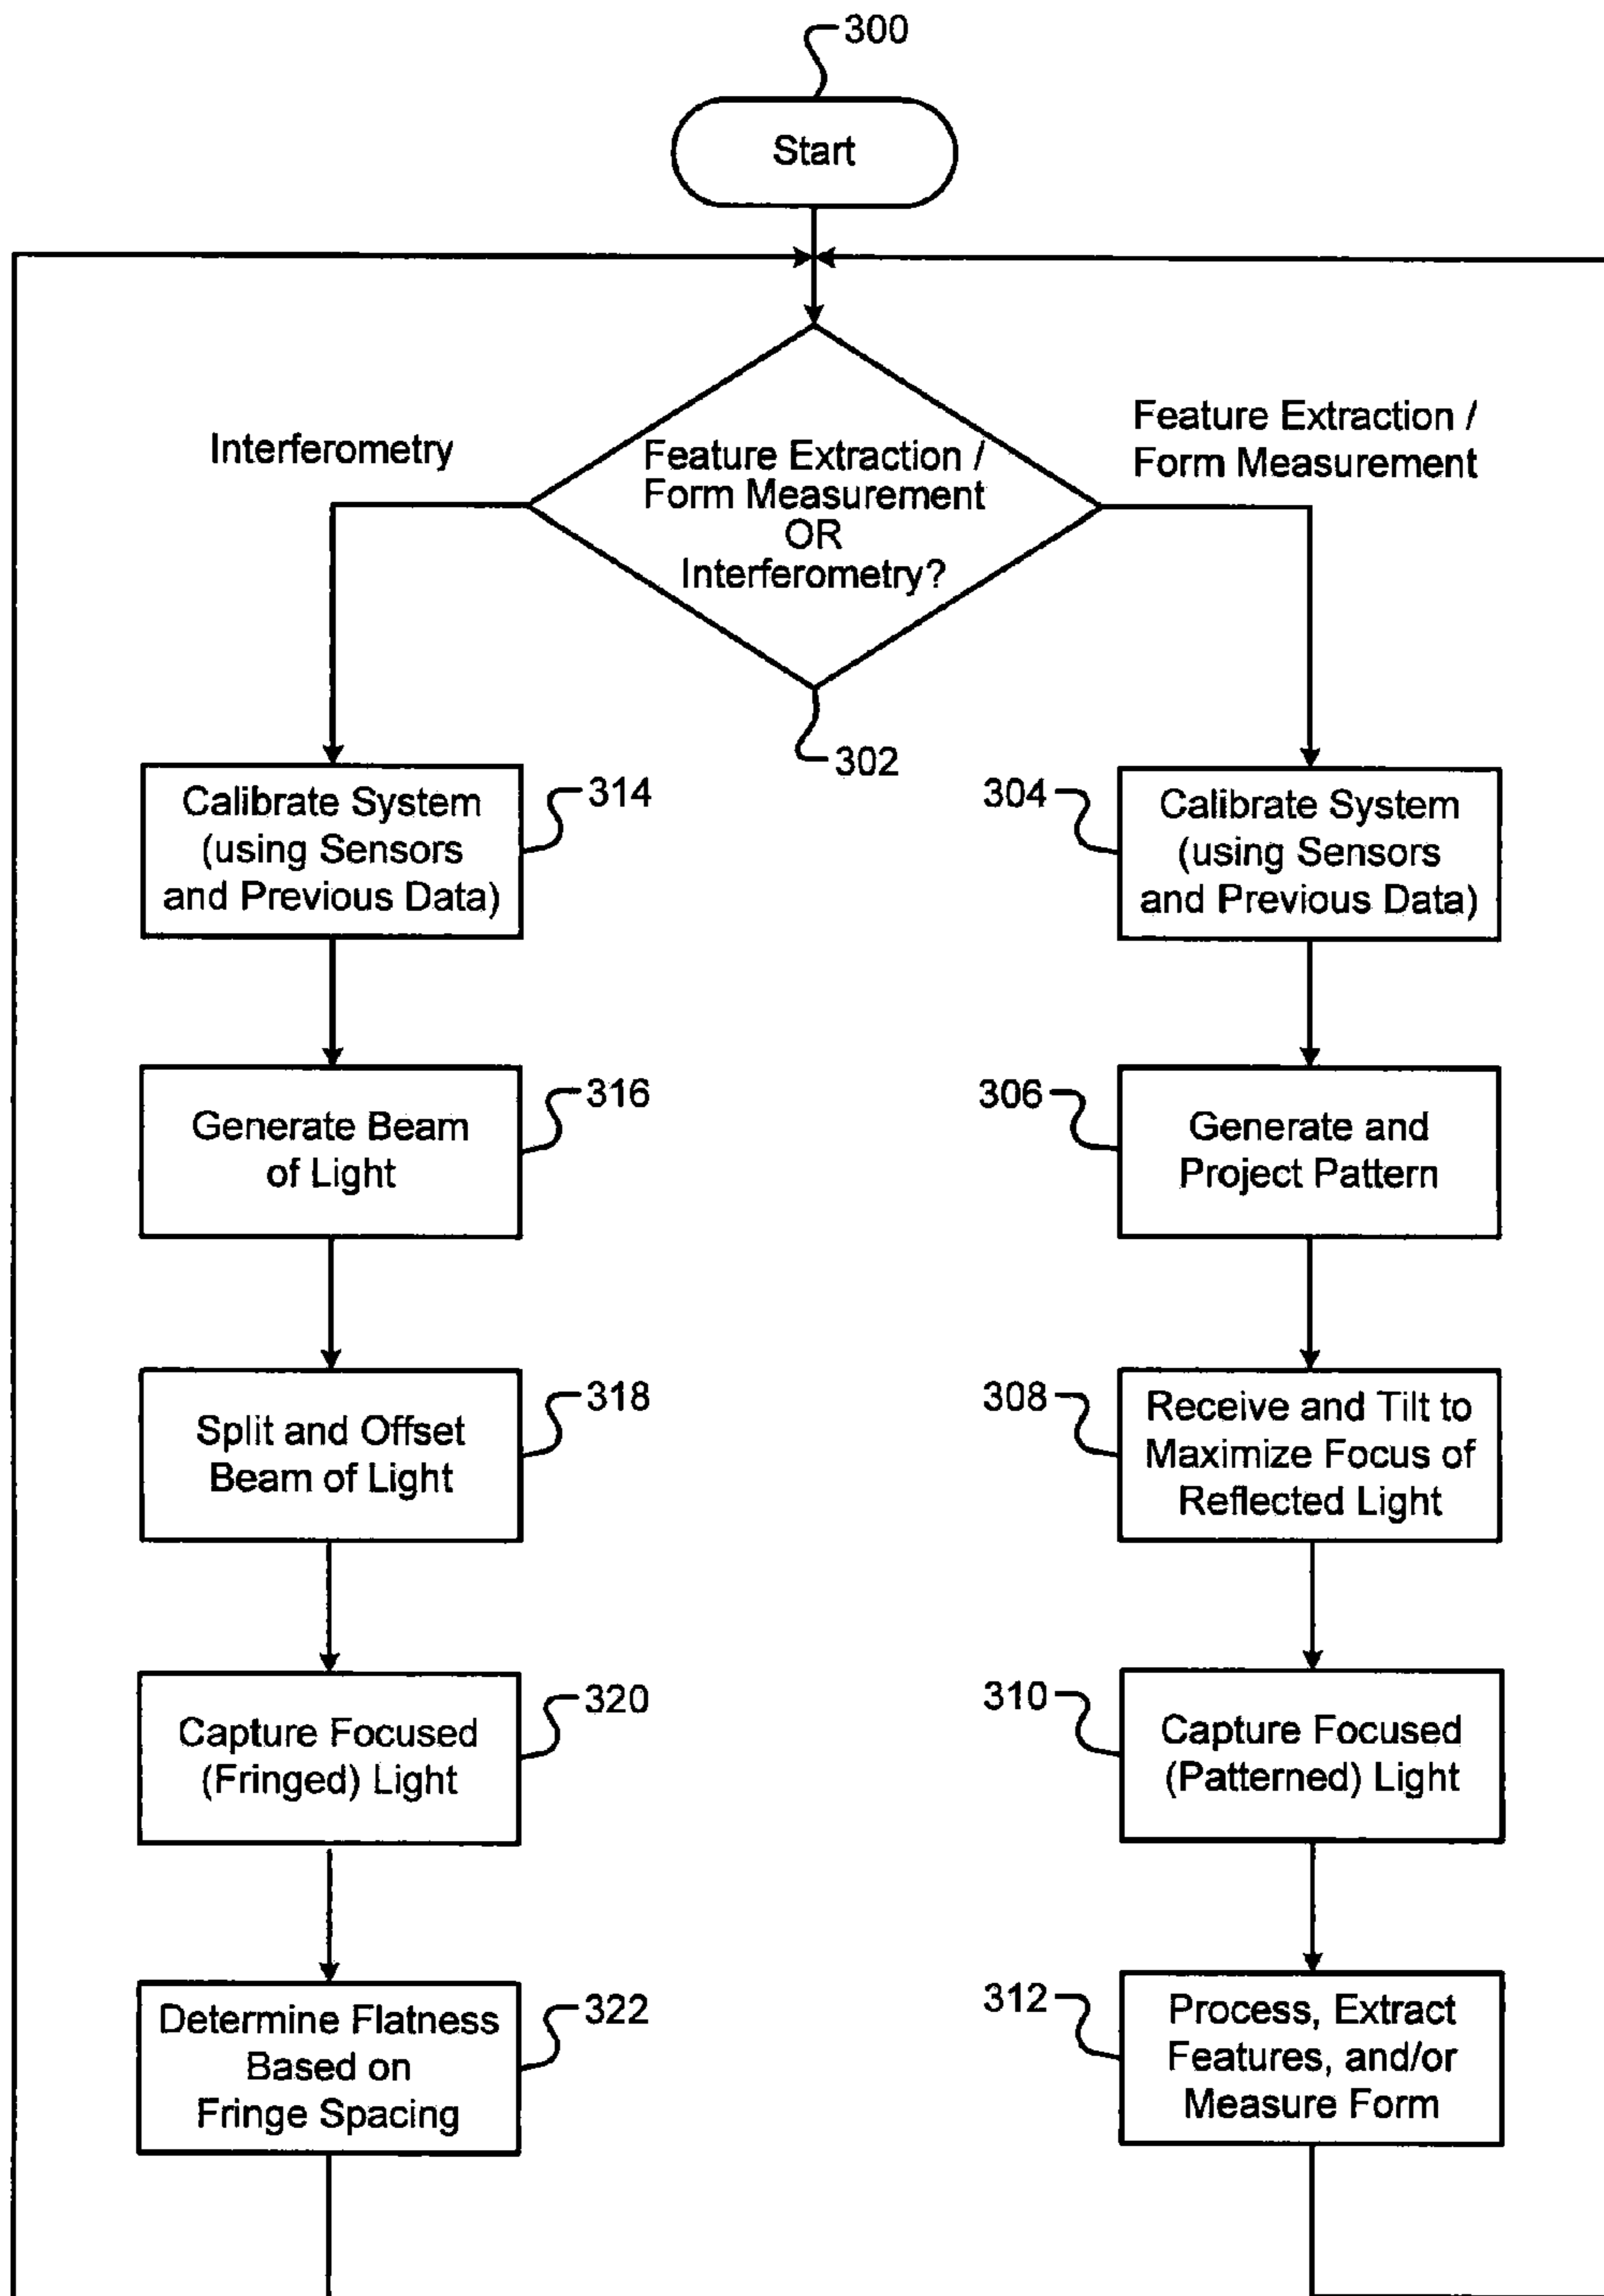 300
Start
Interferometry
Feature Extraction /
Form Measurement
OR
Interferometry?
Feature Extraction /
Form Measurement
302
Calibrate System
(using Sensors
and Previous Data)
314
304
Calibrate System
(using Sensors
and Previous Data)
Generate Beam
of Light
316
306
Generate and
Project Pattern
Split and Offset
Beam of Light
318
308
Receive and Tilt to
Maximize Focus of
Reflected Light
Capture Focused
(Fringed) Light
320
310
Capture Focused
(Patterned) Light
Determine Flatness
Based on
Fringe Spacing
322
312
Process, Extract
Features, and/or
Measure Form